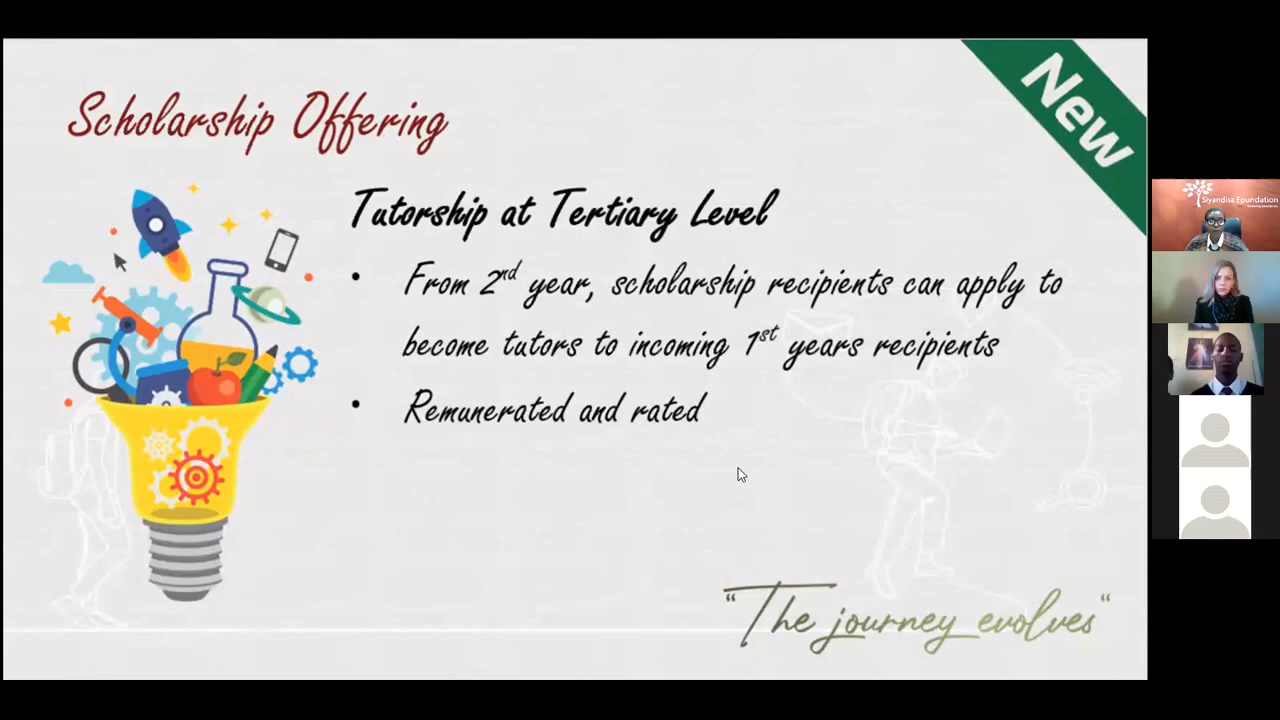 Scholarship Offering
New
Tutorship at Tertiary Level
• From 2nd year, scholarship recipients can apply to
become tutors to incoming 1st years recipients
• Remunerated and rated
"The journey evolves"
Siyandisa Foundation